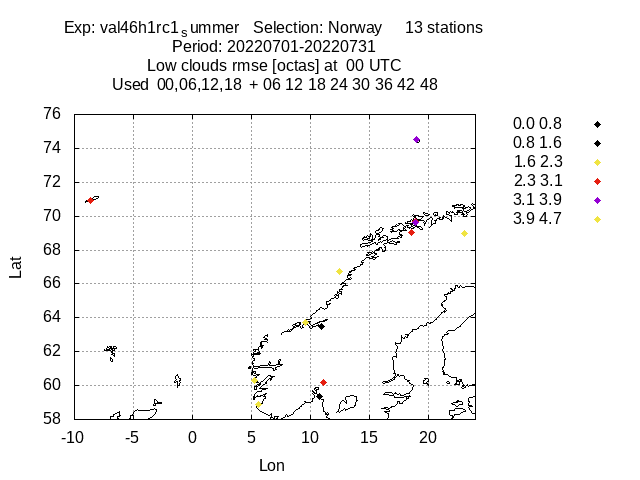 Exp: val46h1rc1summer Selection: Norway 13 stations
Period: 20220701-20220731
Low clouds rmse [octas] at 00 UTC
Used 00,06,12,18 + 06 12 18 24 30 36 42 48
76
74
72
70
68
66
64
62
60
58
Lat
-10 -5 0 5 10 15 20
Lon
0.0 0.8
0.8 1.6
1.6 2.3
2.3 3.1
3.1 3.9
3.9 4.7